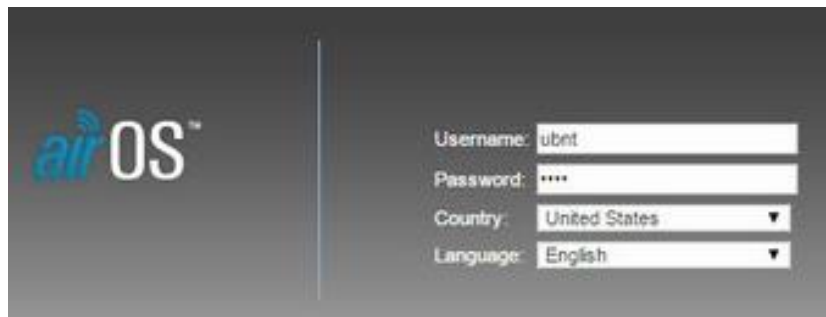 airOS™
Username: ubnt
Password: ••••
Country: United States
Language: English